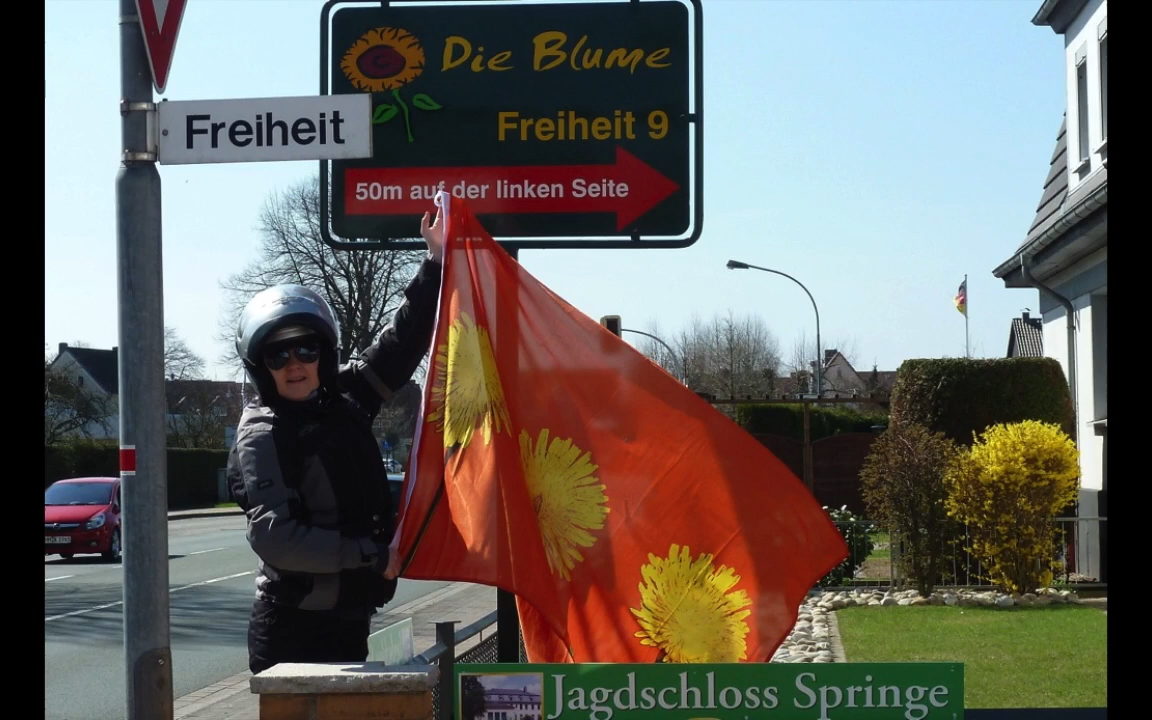 Die Blume
Freiheit
Freiheit 9
50m auf der linken Seite
Jagdschloss Springe